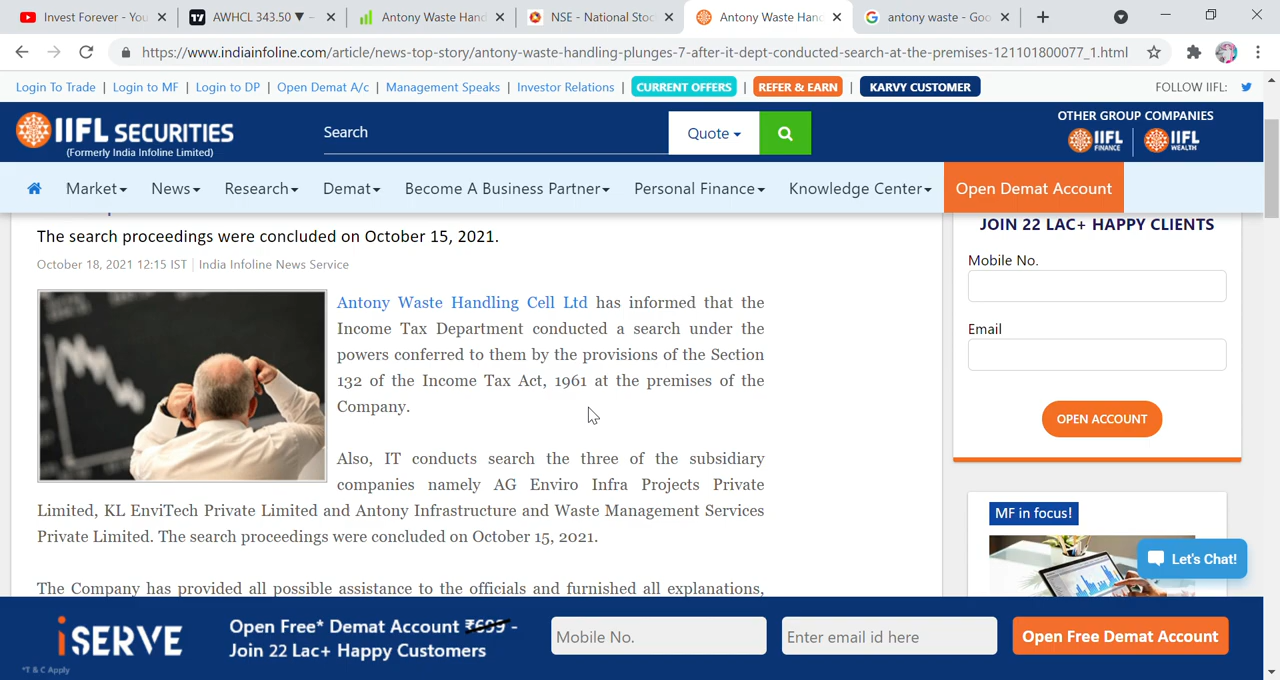 Invest Forever - You
AWHCL 343.50 ▼ -
Antony Waste Hand
NSE - National Stoc
Antony Waste Hand
antony waste - Goo
https://www.indiainfoline.com/article/news-top-story/antony-waste-handling-plunges-7-after-it-dept-conducted-search-at-the-premises-121101800077_1.html
Login To Trade | Login to MF | Login to DP | Open Demat A/c | Management Speaks | Investor Relations | CURRENT OFFERS | REFER & EARN | KARVY CUSTOMER
FOLLOW IIFL:
IIFL SECURITIES
(Formerly India Infoline Limited)
Search
Quote
OTHER GROUP COMPANIES
IIFL FINANCE
IIFL WEALTH
Market News Research Demat Become A Business Partner Personal Finance Knowledge Center Open Demat Account
The search proceedings were concluded on October 15, 2021.
October 18, 2021 12:15 IST | India Infoline News Service
Antony Waste Handling Cell Ltd has informed that the
Income Tax Department conducted a search under the
powers conferred to them by the provisions of the Section
132 of the Income Tax Act, 1961 at the premises of the
Company.
Also, IT conducts search the three of the subsidiary
companies namely AG Enviro Infra Projects Private
Limited, KL EnviTech Private Limited and Antony Infrastructure and Waste Management Services
Private Limited. The search proceedings were concluded on October 15, 2021.
The Company has provided all possible assistance to the officials and furnished all explanations,
JOIN 22 LAC+ HAPPY CLIENTS
Mobile No.
Email
OPEN ACCOUNT
MF in focus!
Let's Chat!
iSERVE
*T & C Apply
Open Free* Demat Account ₹699 -
Join 22 Lac+ Happy Customers
Mobile No.
Enter email id here
Open Free Demat Account